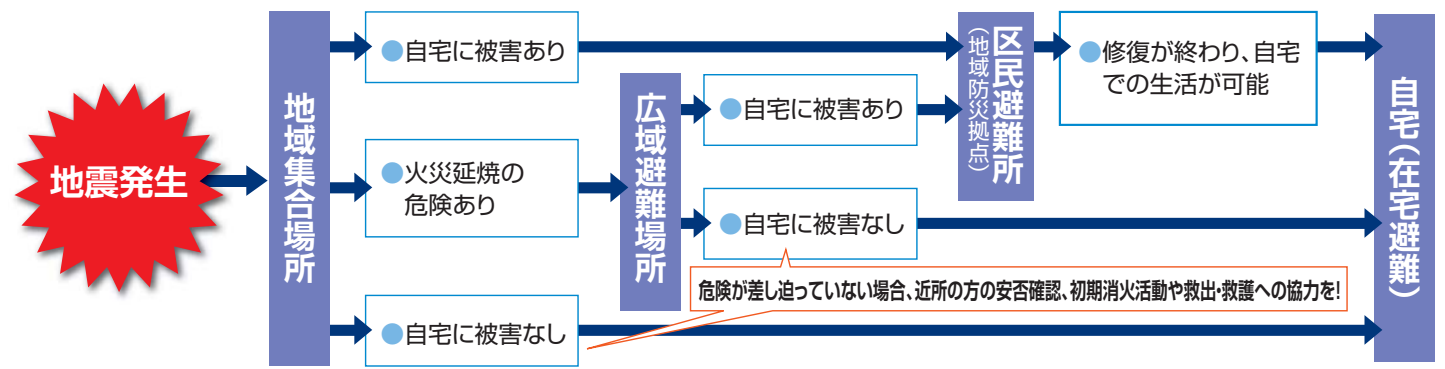 地震発生
地域集合場所
●自宅に被害あり
●火災延焼の
危険あり
●自宅に被害なし
広域避難場所
●自宅に被害あり
●自宅に被害なし
危険が差し迫っていない場合、近所の方の安否確認、初期消火活動や救出・救護への協力を!
区民避難所
(地域防災拠点)
●修復が終わり、自宅
での生活が可能
自宅(在宅避難)